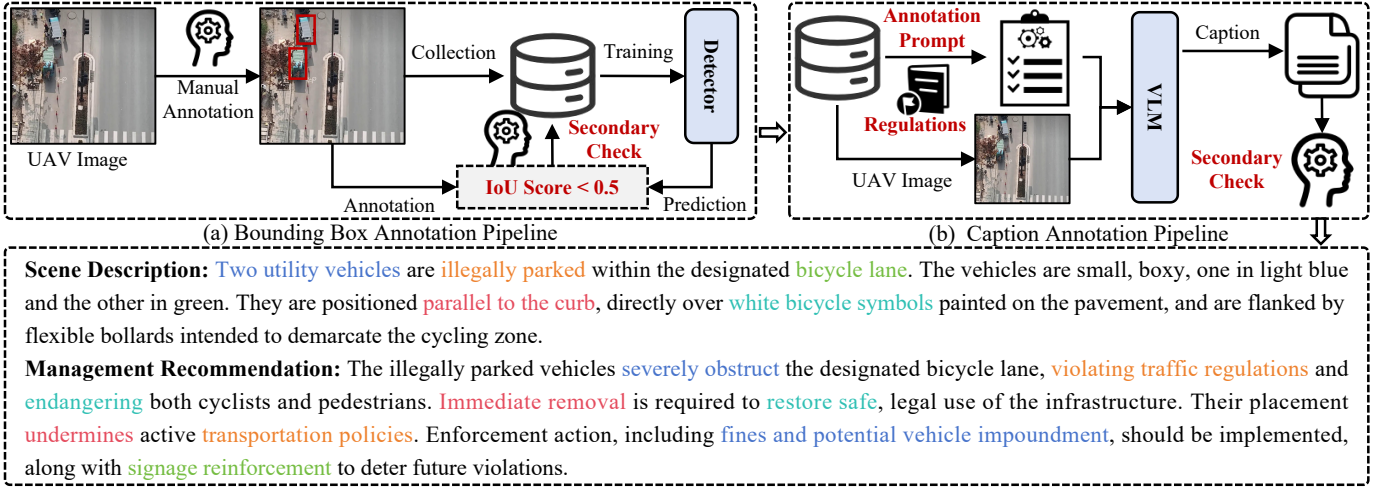 Manual
Annotation
UAV Image
Collection
Training
Detector
Secondary
Check
IoU Score < 0.5
Annotation
Prediction
(a) Bounding Box Annotation Pipeline
Annotation
Prompt
Regulations
UAV Image
VLM
Caption
Secondary
Check
(b) Caption Annotation Pipeline
Scene Description: Two utility vehicles are illegally parked within the designated bicycle lane. The vehicles are small, boxy, one in light blue
and the other in green. They are positioned parallel to the curb, directly over white bicycle symbols painted on the pavement, and are flanked by
flexible bollards intended to demarcate the cycling zone.
Management Recommendation: The illegally parked vehicles severely obstruct the designated bicycle lane, violating traffic regulations and
endangering both cyclists and pedestrians. Immediate removal is required to restore safe, legal use of the infrastructure. Their placement
undermines active transportation policies. Enforcement action, including fines and potential vehicle impoundment, should be implemented,
along with signage reinforcement to deter future violations.